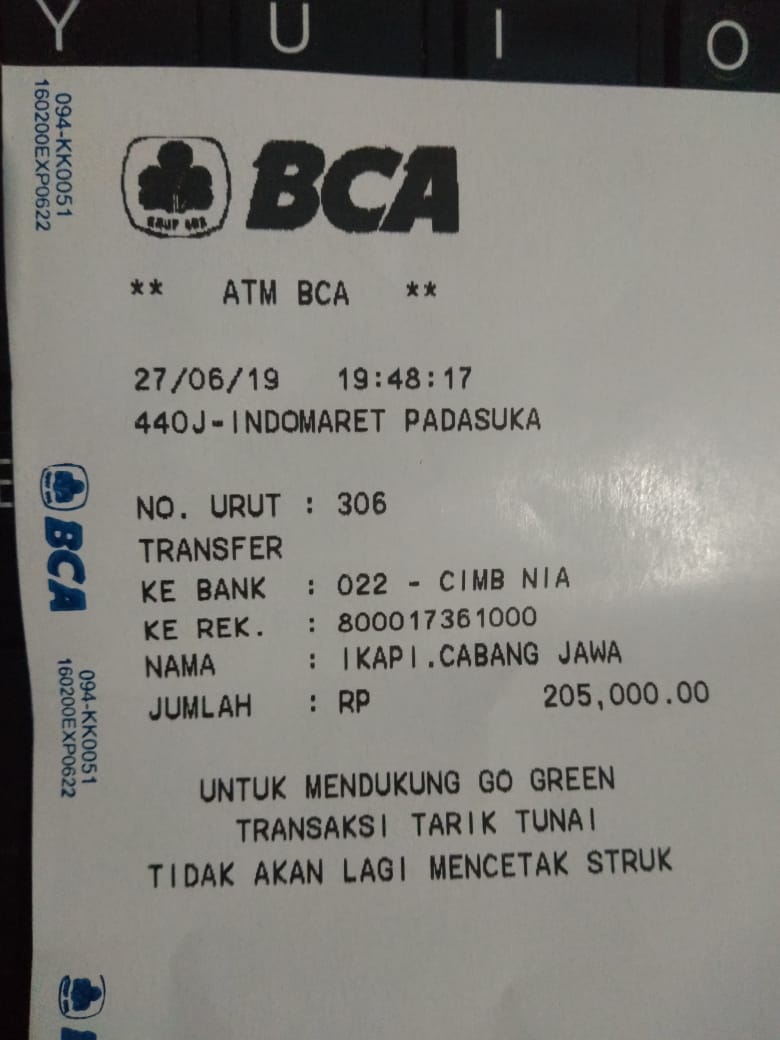 Y U I O
094-KK0051
160200EXP0622
BCA
** ATM BCA **
27/06/19 19:48:17
440J-INDOMARET PADASUKA
NO. URUT : 306
TRANSFER
KE BANK : 022 - CIMB NIA
KE REK. : 800017361000
NAMA : IKAPI.CABANG JAWA
JUMLAH : RP 205,000.00
UNTUK MENDUKUNG GO GREEN
TRANSAKSI TARIK TUNAI
TIDAK AKAN LAGI MENCETAK STRUK
BCA
094-KK0051
160200EXP0622